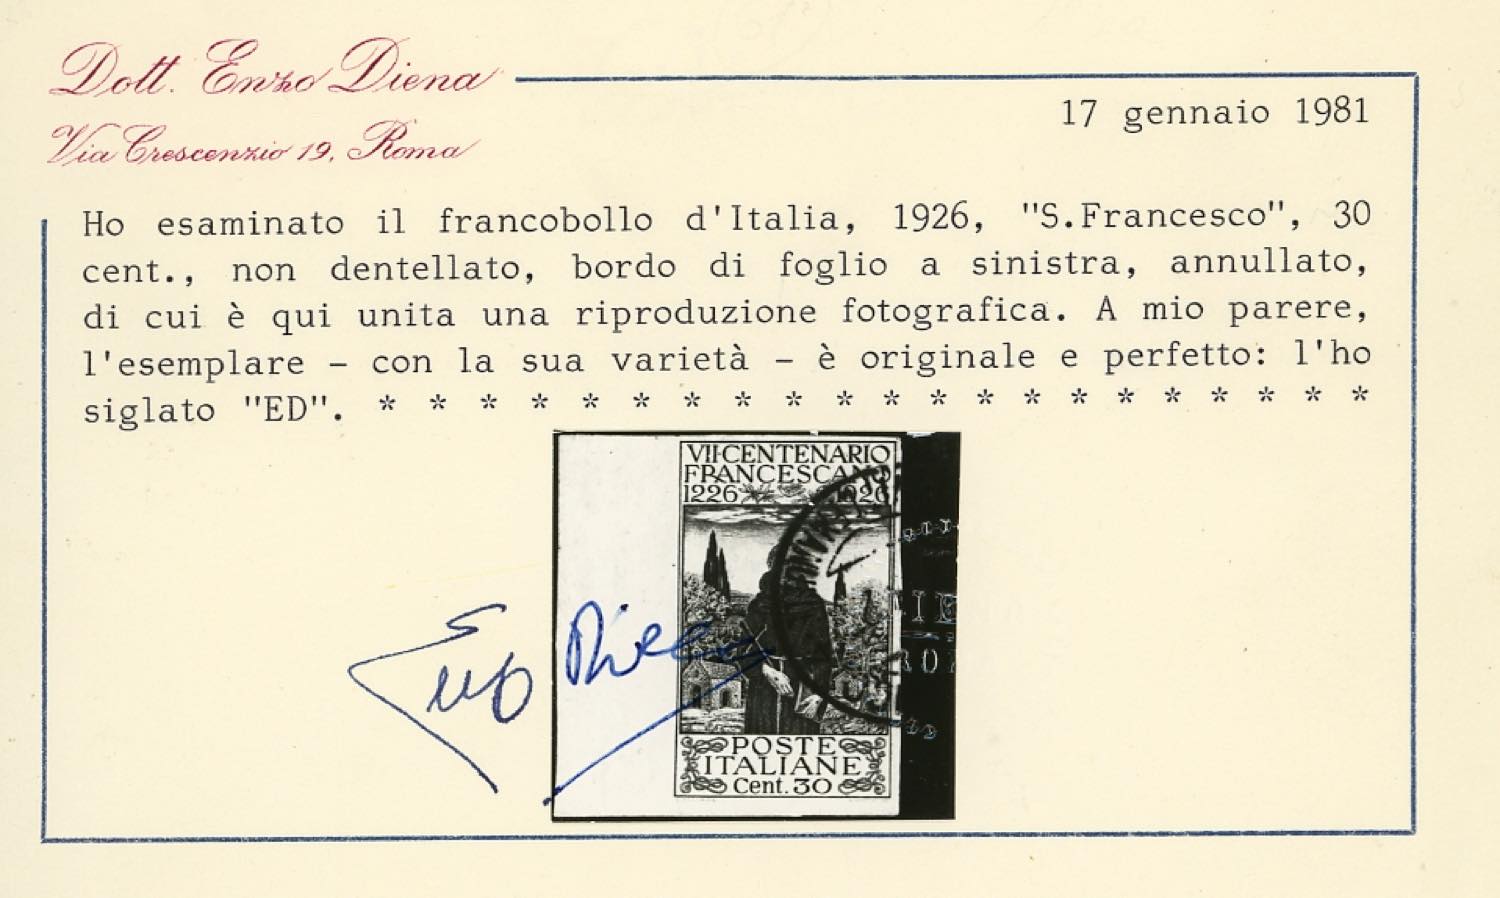 Dott. Enzo Diena
Via Crescenzio 19, Roma
17 gennaio 1981
Ho esaminato il francobollo d'Italia, 1926, "S.Francesco", 30
cent., non dentellato, bordo di foglio a sinistra, annullato,
di cui è qui unita una riproduzione fotografica. A mio parere,
l'esemplare - con la sua varietà - è originale e perfetto: l'ho
siglato "ED". * * * * * * * * * * * * * * * * * * * * * *
VII·CENTENARIO
FRANCESCANO
1226 1926
Enzo Diena
POSTE
ITALIANE
Cent. 30